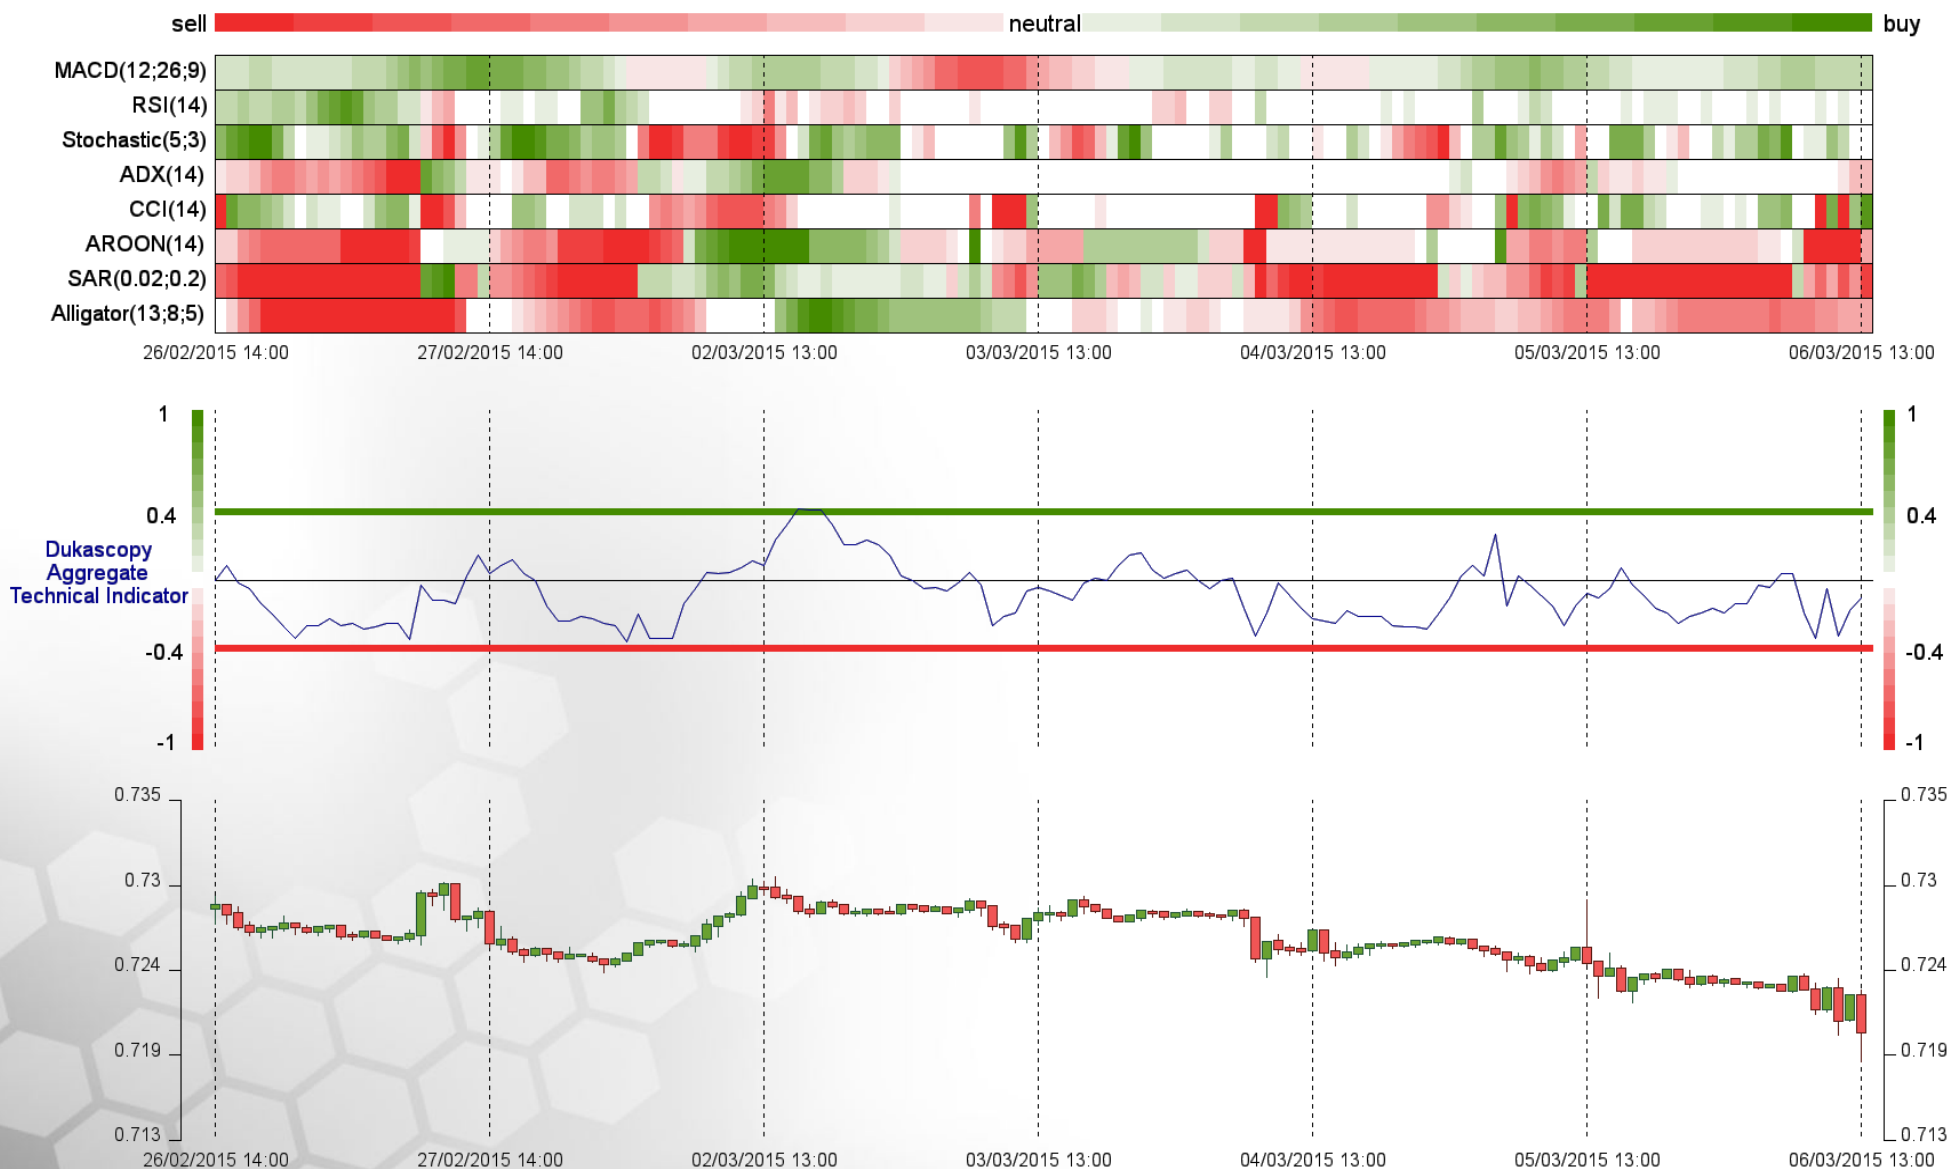 sell neutral buy
MACD(12;26;9)
RSI(14)
Stochastic(5;3)
ADX(14)
CCI(14)
AROON(14)
SAR(0.02;0.2)
Alligator(13;8;5)
26/02/2015 14:00 27/02/2015 14:00 02/03/2015 13:00 03/03/2015 13:00 04/03/2015 13:00 05/03/2015 13:00 06/03/2015 13:00
1 1
0.4 0.4
Dukascopy
Aggregate
Technical Indicator
-0.4 -0.4
-1 -1
0.735 0.735
0.73 0.73
0.724 0.724
0.719 0.719
0.713 0.713
26/02/2015 14:00 27/02/2015 14:00 02/03/2015 13:00 03/03/2015 13:00 04/03/2015 13:00 05/03/2015 13:00 06/03/2015 13:00